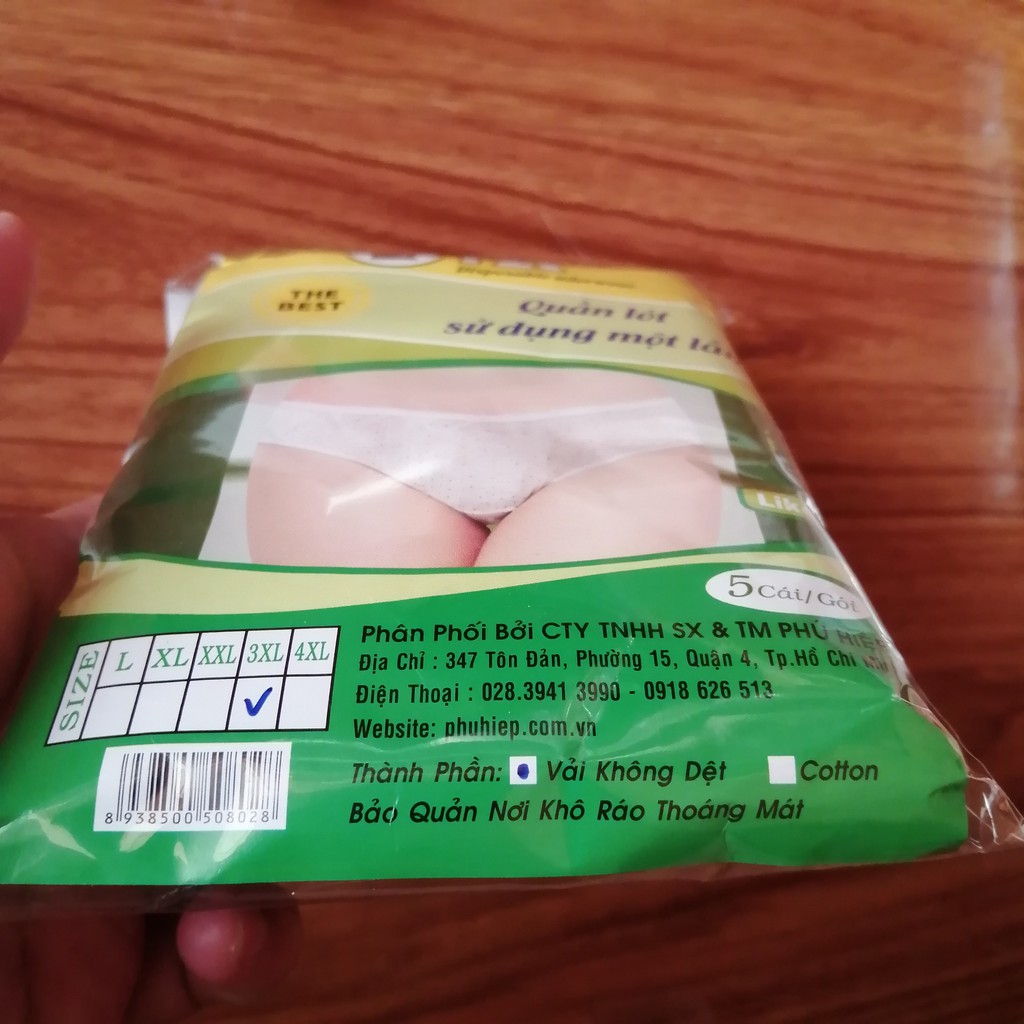 THE
BEST
Quần lót
sử dụng một
5 Cái/Gói
SIZE L XL XXL 3XL 4XL
Phân Phối Bởi CTY TNHH SX & TM PHÚ HIỆP
Địa Chỉ : 347 Tôn Đản, Phường 15, Quận 4, Tp.Hồ Chí
Điện Thoại : 028.3941 3990 - 0918 626 513
Website: phuhiep.com.vn
Thành Phần: Vải Không Dệt Cotton
Bảo Quản Nơi Khô Ráo Thoáng Mát
8 938500 508028